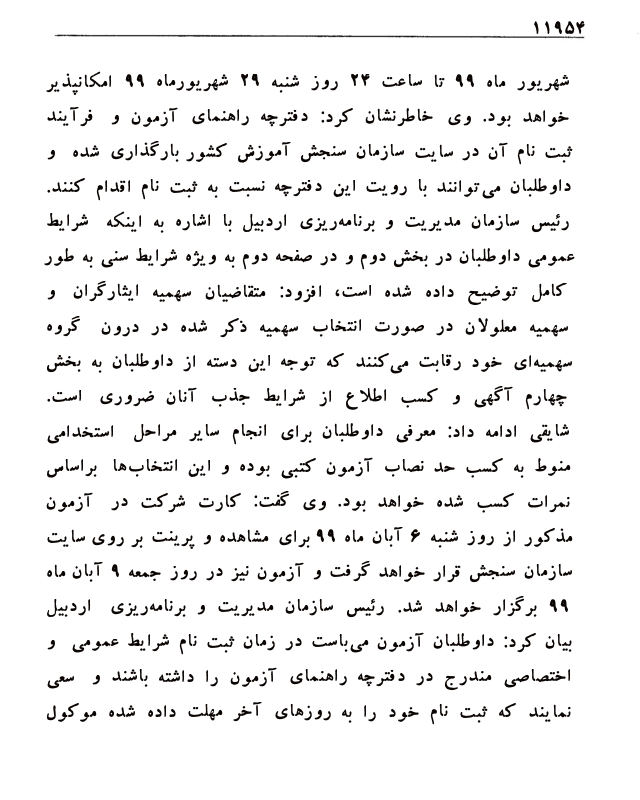 ۱۱۹۵۴
شهریور ماه ۹۹ تا ساعت ۲۴ روز شنبه ۲۹ شهریورماه ۹۹ امکانپذیر
خواهد بود. وی خاطرنشان کرد: دفترچه راهنمای آزمون و فرآیند
ثبت نام آن در سایت سازمان سنجش آموزش کشور بارگذاری شده و
داوطلبان می‌توانند با رویت این دفترچه نسبت به ثبت نام اقدام کنند.
رئیس سازمان مدیریت و برنامه‌ریزی اردبیل با اشاره به اینکه شرایط
عمومی داوطلبان در بخش دوم و در صفحه دوم به ویژه شرایط سنی به طور
کامل توضیح داده شده است، افزود: متقاضیان سهمیه ایثارگران و
سهمیه معلولان در صورت انتخاب سهمیه ذکر شده در درون گروه
سهمیه‌ای خود رقابت می‌کنند که توجه این دسته از داوطلبان به بخش
چهارم آگهی و کسب اطلاع از شرایط جذب آنان ضروری است.
شایقی ادامه داد: معرفی داوطلبان برای انجام سایر مراحل استخدامی
منوط به کسب حد نصاب آزمون کتبی بوده و این انتخاب‌ها براساس
نمرات کسب شده خواهد بود. وی گفت: کارت شرکت در آزمون
مذکور از روز شنبه ۶ آبان ماه ۹۹ برای مشاهده و پرینت بر روی سایت
سازمان سنجش قرار خواهد گرفت و آزمون نیز در روز جمعه ۹ آبان ماه
۹۹ برگزار خواهد شد. رئیس سازمان مدیریت و برنامه‌ریزی اردبیل
بیان کرد: داوطلبان آزمون می‌باست در زمان ثبت نام شرایط عمومی و
اختصاصی مندرج در دفترچه راهنمای آزمون را داشته باشند و سعی
نمایند که ثبت نام خود را به روزهای آخر مهلت داده شده موکول